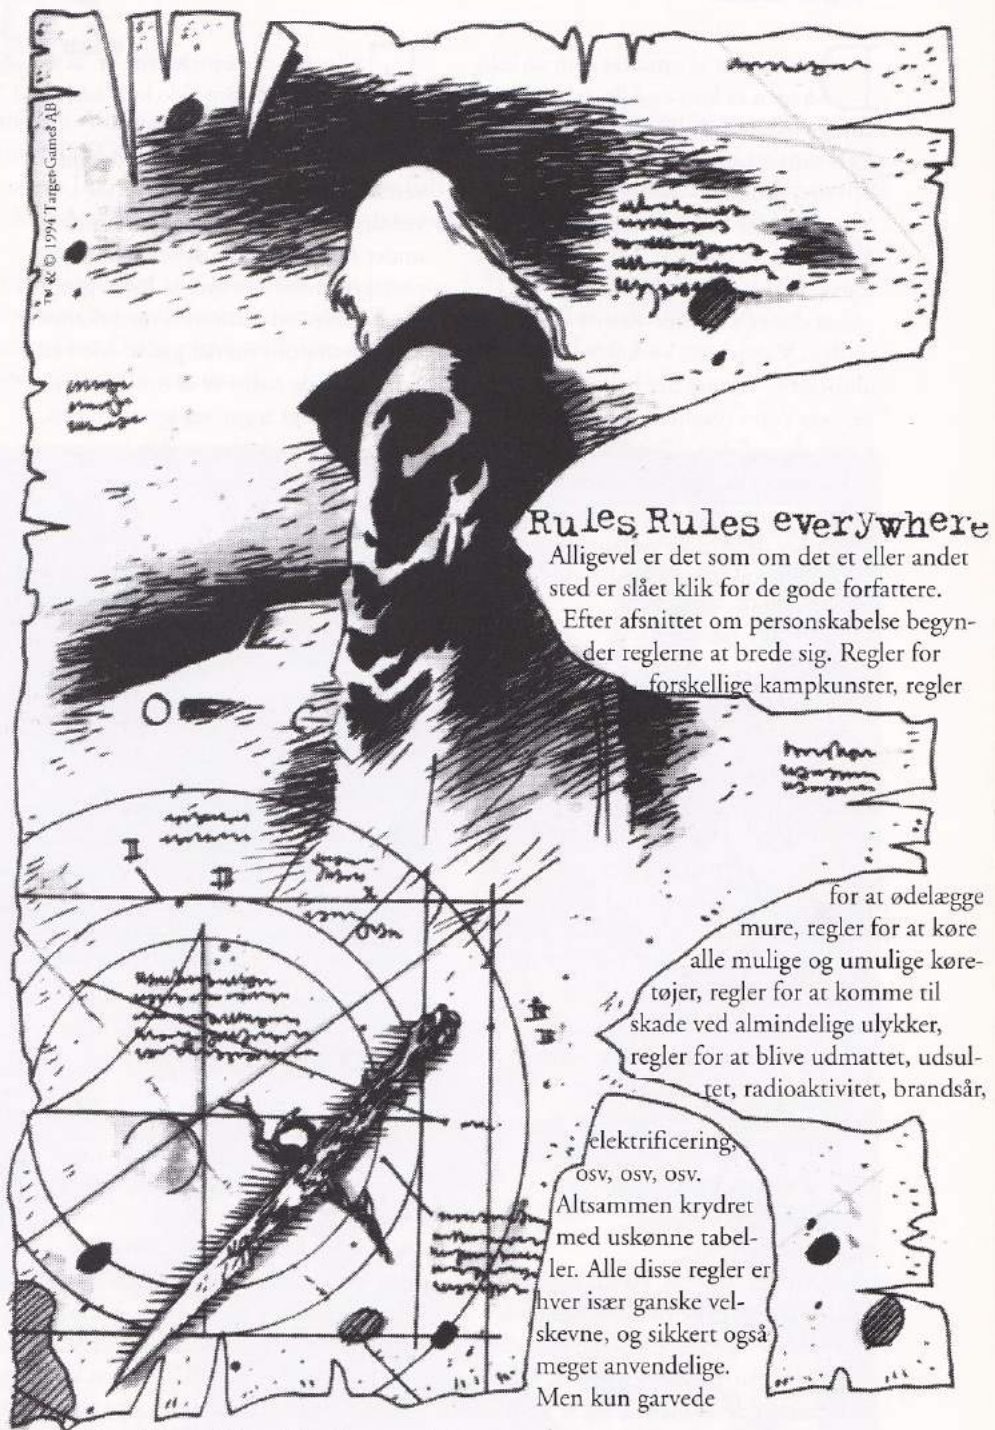 TM & © 1994 Target Games AB
Rules, Rules everywhere
Alligevel er det som om det et eller andet
sted er slået klik for de gode forfattere.
Efter afsnittet om personskabelse begyn-
der reglerne at brede sig. Regler for
forskellige kampkunster, regler
for at ødelægge
mure, regler for at køre
alle mulige og umulige køre-
tøjer, regler for at komme til
skade ved almindelige ulykker,
regler for at blive udmattet, udsul-
tet, radioaktivitet, brandsår,
elektrificering,
osv, osv, osv.
Altsammen krydret
med uskønne tabel-
ler. Alle disse regler er
hver især ganske vel-
skevne, og sikkert også
meget anvendelige.
Men kun garvede